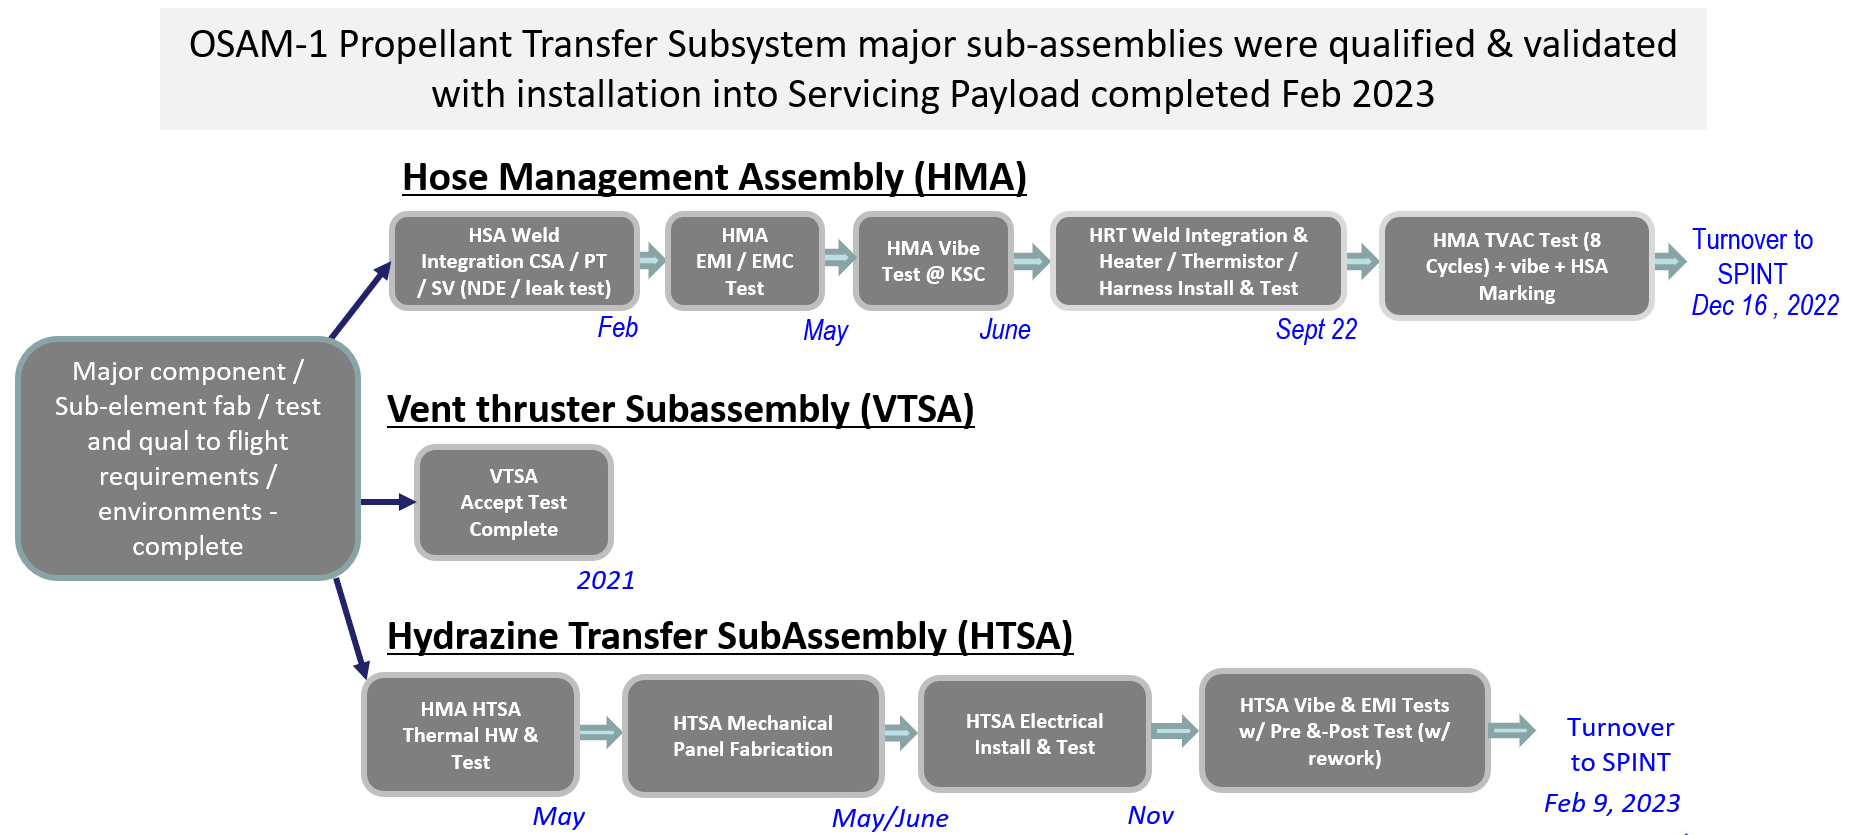 OSAM-1 Propellant Transfer Subsystem major sub-assemblies were qualified & validated
with installation into Servicing Payload completed Feb 2023
Hose Management Assembly (HMA)
HSA Weld
Integration CSA / PT
/ SV (NDE / leak test)
Feb
HMA
EMI / EMC
Test
May
HMA Vibe
Test @ KSC
June
HRT Weld Integration &
Heater / Thermistor /
Harness Install & Test
Sept 22
HMA TVAC Test (8
Cycles) + vibe + HSA
Marking
Turnover to
SPINT
Dec 16 , 2022
Major component /
Sub-element fab / test
and qual to flight
requirements /
environments -
complete
Vent thruster Subassembly (VTSA)
VTSA
Accept Test
Complete
2021
Hydrazine Transfer SubAssembly (HTSA)
HMA HTSA
Thermal HW &
Test
May
HTSA Mechanical
Panel Fabrication
May/June
HTSA Electrical
Install & Test
Nov
HTSA Vibe & EMI Tests
w/ Pre &-Post Test (w/
rework)
Turnover
to SPINT
Feb 9, 2023